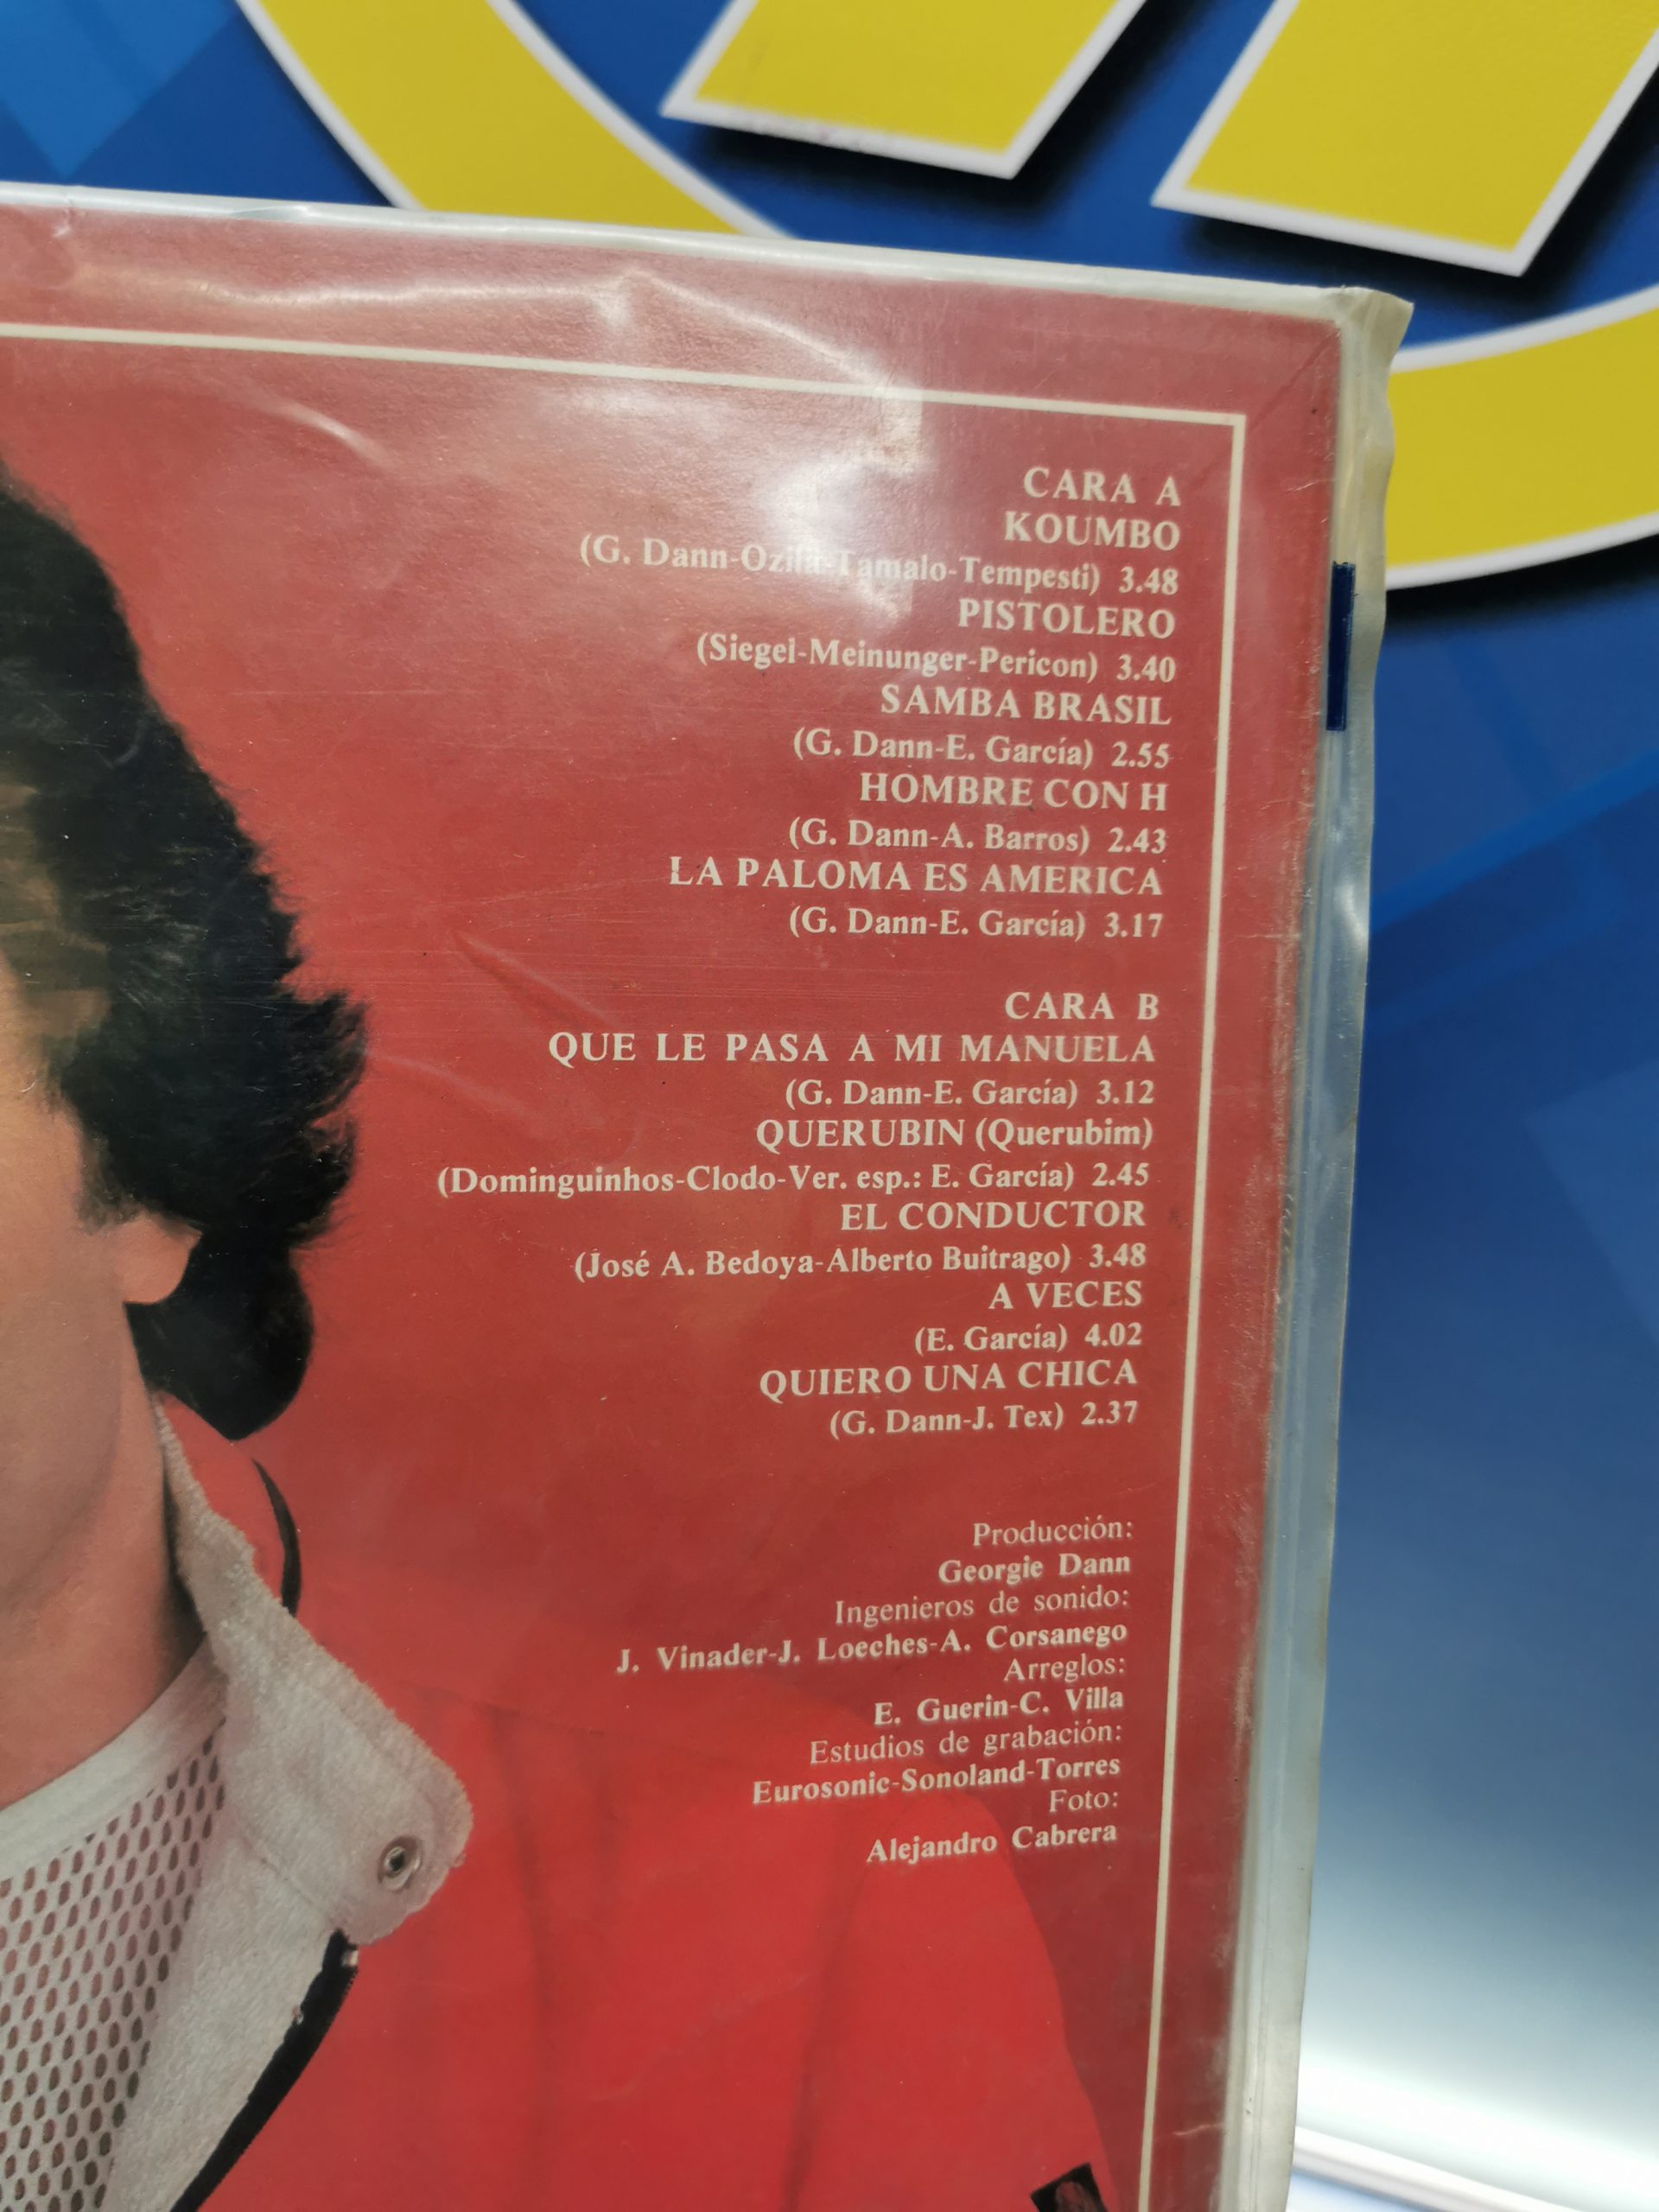 CARA A
KOUMBO
(G. Dann-Ozila-Tamalo-Tempesti) 3.48
PISTOLERO
(Siegel-Meinunger-Pericon) 3.40
SAMBA BRASIL
(G. Dann-E. García) 2.55
HOMBRE CON H
(G. Dann-A. Barros) 2.43
LA PALOMA ES AMERICA
(G. Dann-E. García) 3.17
CARA B
QUE LE PASA A MI MANUELA
(G. Dann-E. García) 3.12
QUERUBIN (Querubim)
(Dominguinhos-Clodo-Ver. esp.: E. García) 2.45
EL CONDUCTOR
(José A. Bedoya-Alberto Buitrago) 3.48
A VECES
(E. García) 4.02
QUIERO UNA CHICA
(G. Dann-J. Tex) 2.37
Producción:
Georgie Dann
Ingenieros de sonido:
J. Vinader-J. Loeches-A. Corsanego
Arreglos:
E. Guerin-C. Villa
Estudios de grabación:
Eurosonic-Sonoland-Torres
Foto:
Alejandro Cabrera